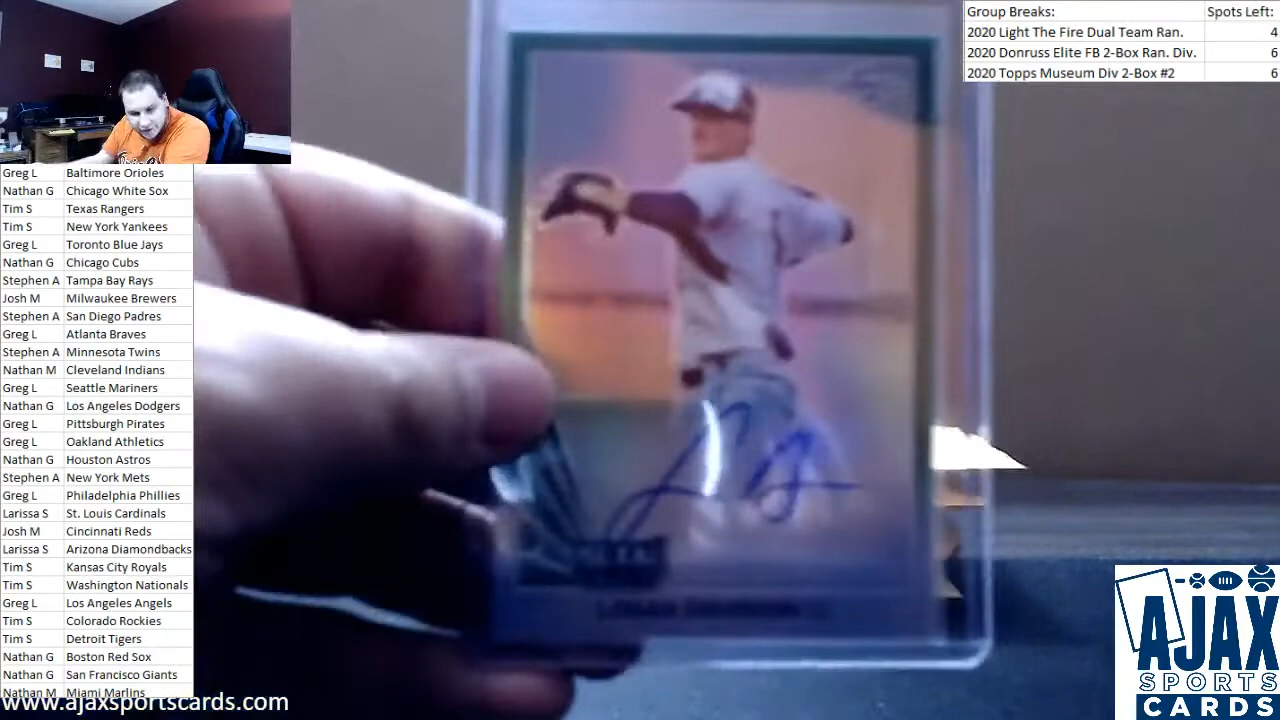 Group Breaks: Spots Left:
2020 Light The Fire Dual Team Ran. 4
2020 Donruss Elite FB 2-Box Ran. Div. 6
2020 Topps Museum Div 2-Box #2 6
Greg L Baltimore Orioles
Nathan G Chicago White Sox
Tim S Texas Rangers
Tim S New York Yankees
Greg L Toronto Blue Jays
Nathan G Chicago Cubs
Stephen A Tampa Bay Rays
Josh M Milwaukee Brewers
Stephen A San Diego Padres
Greg L Atlanta Braves
Stephen A Minnesota Twins
Nathan M Cleveland Indians
Greg L Seattle Mariners
Nathan G Los Angeles Dodgers
Greg L Pittsburgh Pirates
Greg L Oakland Athletics
Nathan G Houston Astros
Stephen A New York Mets
Greg L Philadelphia Phillies
Larissa S St. Louis Cardinals
Josh M Cincinnati Reds
Larissa S Arizona Diamondbacks
Tim S Kansas City Royals
Tim S Washington Nationals
Greg L Los Angeles Angels
Tim S Colorado Rockies
Tim S Detroit Tigers
Nathan G Boston Red Sox
Nathan G San Francisco Giants
Nathan M Miami Marlins
www.ajaxsportscards.com
AJAX
SPORTS
CARDS